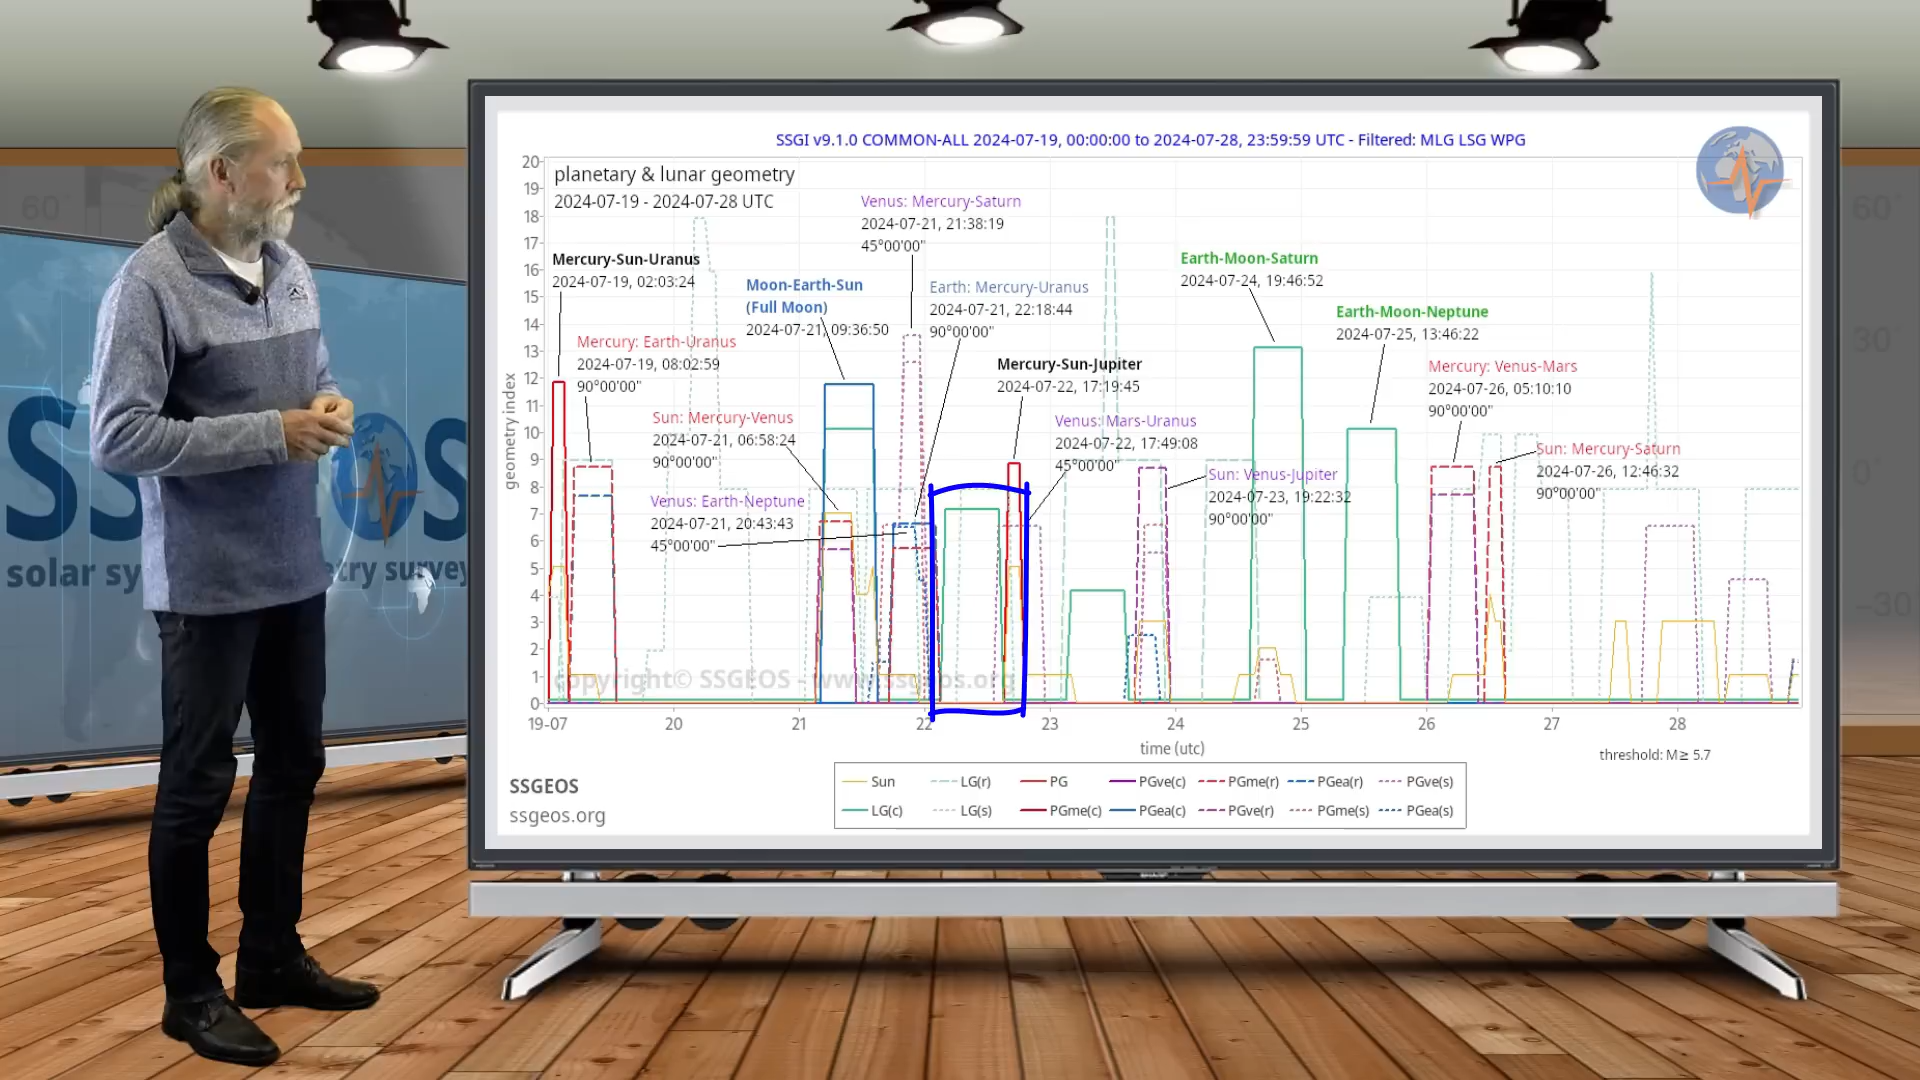 SSGI v9.1.0 COMMON-ALL 2024-07-19, 00:00:00 to 2024-07-28, 23:59:59 UTC - Filtered: MLG LSG WPG
planetary & lunar geometry
2024-07-19 - 2024-07-28 UTC
Venus: Mercury-Saturn
2024-07-21, 21:38:19
45°00'00"
Mercury-Sun-Uranus
2024-07-19, 02:03:24
Moon-Earth-Sun
(Full Moon)
2024-07-21, 09:36:50
Earth: Mercury-Uranus
2024-07-21, 22:18:44
90°00'00"
Earth-Moon-Saturn
2024-07-24, 19:46:52
Earth-Moon-Neptune
2024-07-25, 13:46:22
Mercury: Earth-Uranus
2024-07-19, 08:02:59
90°00'00"
Mercury-Sun-Jupiter
2024-07-22, 17:19:45
Mercury: Venus-Mars
2024-07-26, 05:10:10
90°00'00"
Sun: Mercury-Venus
2024-07-21, 06:58:24
90°00'00"
Venus: Mars-Uranus
2024-07-22, 17:49:08
45°00'00"
Sun: Mercury-Saturn
2024-07-26, 12:46:32
90°00'00"
Sun: Venus-Jupiter
2024-07-23, 19:22:32
90°00'00"
Venus: Earth-Neptune
2024-07-21, 20:43:43
45°00'00"
geometry index
20
19
18
17
16
15
14
13
12
11
10
9
8
7
6
5
4
3
2
1
0
copyright© SSGEOS - www.ssgeos.org
19-07 20 21 22 23 24 25 26 27 28
time (utc)
threshold: M≥ 5.7
Sun LG(r) PG PGve(c) PGme(r) PGea(r) PGve(s)
LG(c) LG(s) PGme(c) PGea(c) PGve(r) PGme(s) PGea(s)
SSGEOS
ssgeos.org
60°
60°
30°
0°
-30°